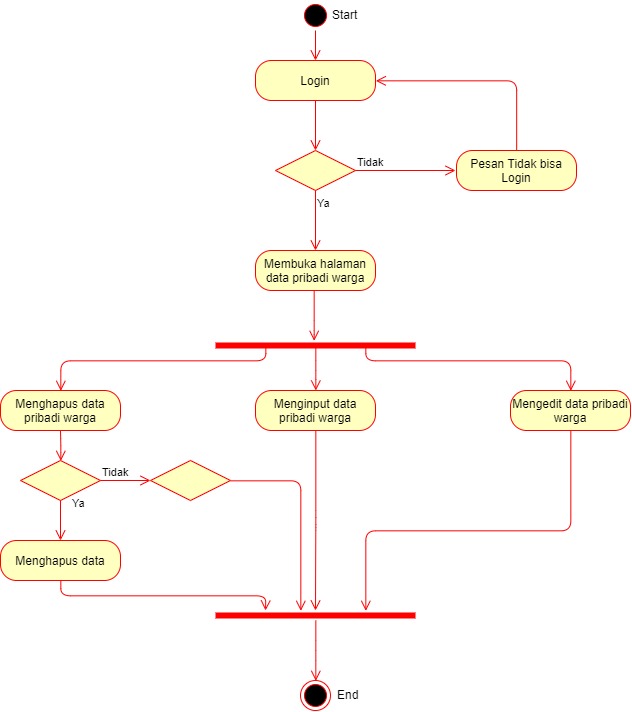 Start
Login
Tidak
Pesan Tidak bisa
Login
Ya
Membuka halaman
data pribadi warga
Menghapus data
pribadi warga
Menginput data
pribadi warga
Mengedit data pribadi
warga
Tidak
Ya
Menghapus data
End